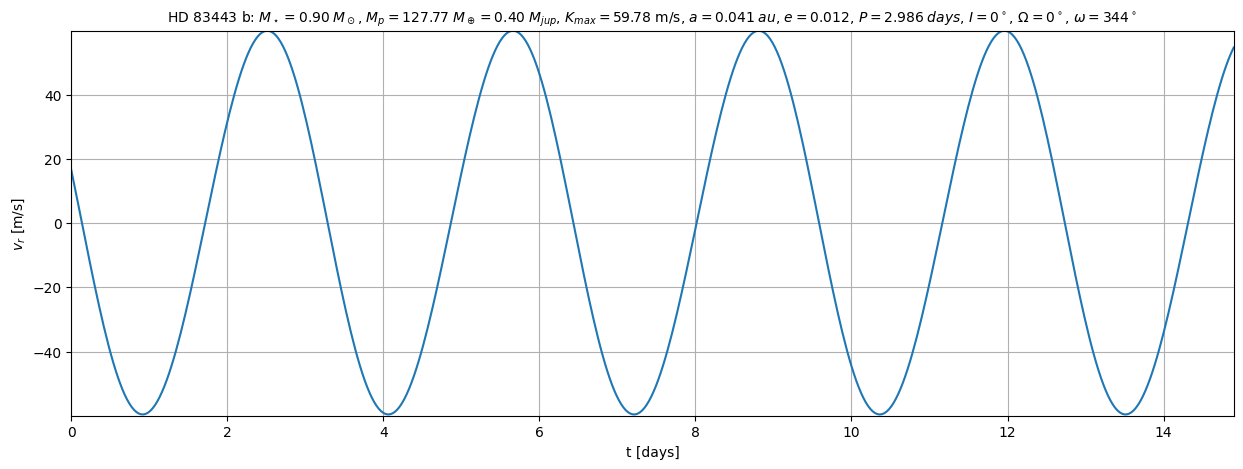 HD 83443 b: M⋆ = 0.90 M⊙, Mp = 127.77 M⊕ = 0.40 Mjup, Kmax = 59.78 m/s, a = 0.041 au, e = 0.012, P = 2.986 days, I = 0°, Ω = 0°, ω = 344°
40
20
0
−20
−40
vr [m/s]
0 2 4 6 8 10 12 14
t [days]